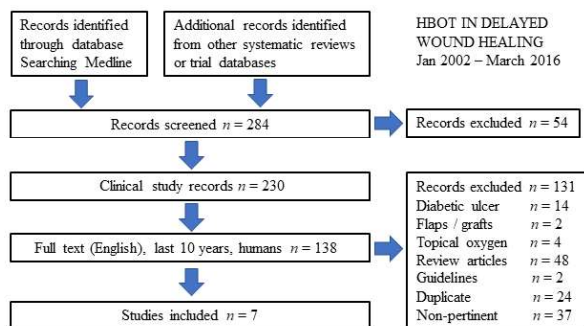 Records identified
through database
Searching Medline
Additional records identified
from other systematic reviews
or trial databases
HBOT IN DELAYED
WOUND HEALING
Jan 2002 – March 2016
Records screened n = 284
Records excluded n = 54
Clinical study records n = 230
Full text (English), last 10 years, humans n = 138
Studies included n = 7
Records excluded n = 131
Diabetic ulcer n = 14
Flaps / grafts n = 2
Topical oxygen n = 4
Review articles n = 48
Guidelines n = 2
Duplicate n = 24
Non-pertinent n = 37